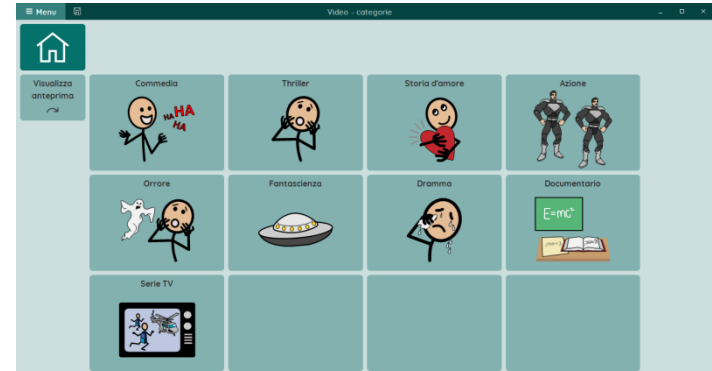 Menu
Video - categorie
Visualizza
anteprima
Commedia
HA HA
HA
Thriller
Storia d'amore
Azione
Orrore
Fantascienza
Dramma
Documentario
E=mc²
Serie TV